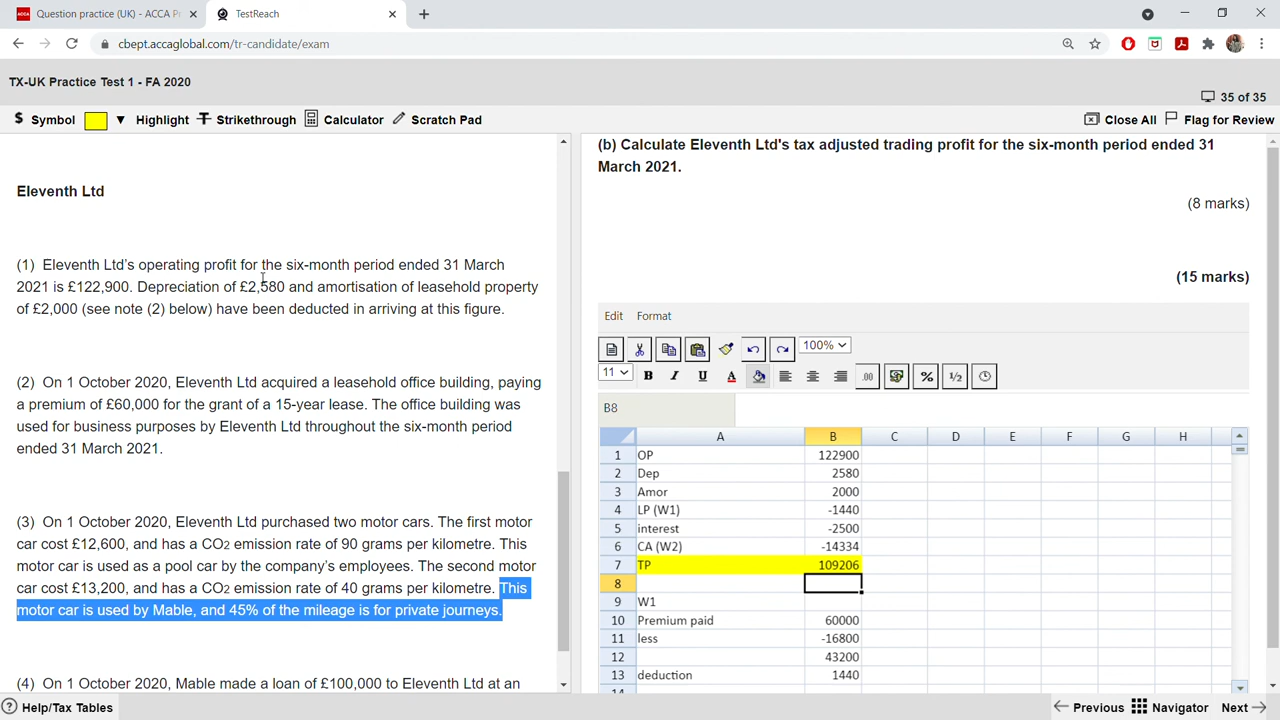 Question practice (UK) - ACCA Pr
TestReach
cbept.accaglobal.com/tr-candidate/exam
TX-UK Practice Test 1 - FA 2020
35 of 35
$ Symbol Highlight Strikethrough Calculator Scratch Pad
Close All Flag for Review
Eleventh Ltd
(1) Eleventh Ltd's operating profit for the six-month period ended 31 March
2021 is £122,900. Depreciation of £2,580 and amortisation of leasehold property
of £2,000 (see note (2) below) have been deducted in arriving at this figure.
(2) On 1 October 2020, Eleventh Ltd acquired a leasehold office building, paying
a premium of £60,000 for the grant of a 15-year lease. The office building was
used for business purposes by Eleventh Ltd throughout the six-month period
ended 31 March 2021.
(3) On 1 October 2020, Eleventh Ltd purchased two motor cars. The first motor
car cost £12,600, and has a CO2 emission rate of 90 grams per kilometre. This
motor car is used as a pool car by the company's employees. The second motor
car cost £13,200, and has a CO2 emission rate of 40 grams per kilometre. This
motor car is used by Mable, and 45% of the mileage is for private journeys.
(4) On 1 October 2020, Mable made a loan of £100,000 to Eleventh Ltd at an
(b) Calculate Eleventh Ltd's tax adjusted trading profit for the six-month period ended 31
March 2021.
(8 marks)
(15 marks)
Edit Format
100%
11 B I U A .00 % 1/2
B8
A B C D E F G H
1 OP 122900
2 Dep 2580
3 Amor 2000
4 LP (W1) -1440
5 interest -2500
6 CA (W2) -14334
7 TP 109206
8
9 W1
10 Premium paid 60000
11 less -16800
12 43200
13 deduction 1440
14
Help/Tax Tables
Previous Navigator Next